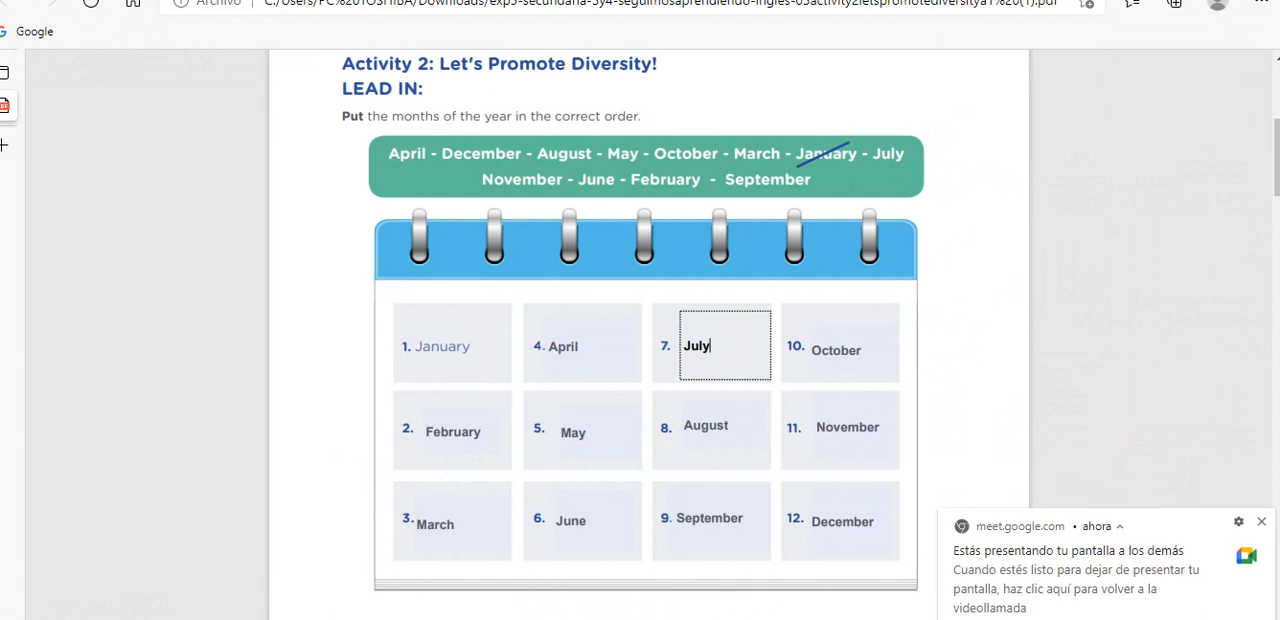 Archivo
Google
Activity 2: Let's Promote Diversity!
LEAD IN:
Put the months of the year in the correct order.
April - December - August - May - October - March - January - July
November - June - February - September
1. January
4. April
7. July
10. October
2. February
5. May
8. August
11. November
3. March
6. June
9. September
12. December
meet.google.com • ahora
Estás presentando tu pantalla a los demás
Cuando estés listo para dejar de presentar tu
pantalla, haz clic aquí para volver a la
videollamada